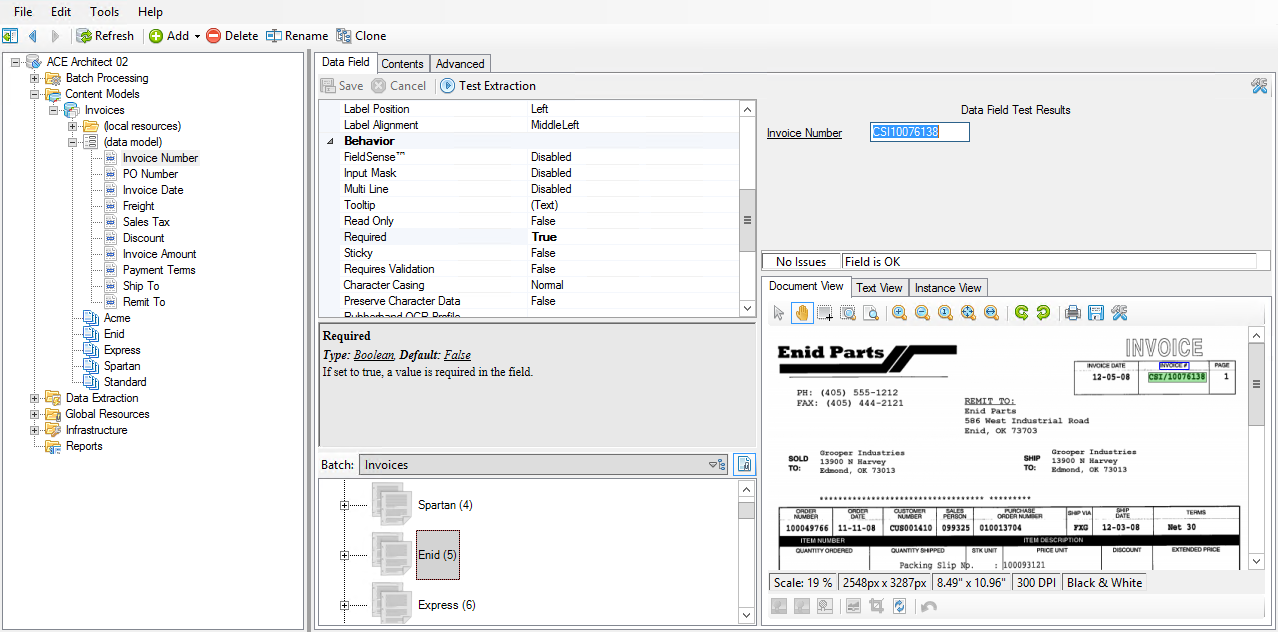 File Edit Tools Help
Refresh Add Delete Rename Clone
ACE Architect 02
Batch Processing
Content Models
Invoices
(local resources)
(data model)
Invoice Number
PO Number
Invoice Date
Freight
Sales Tax
Discount
Invoice Amount
Payment Terms
Ship To
Remit To
Acme
Enid
Express
Spartan
Standard
Data Extraction
Global Resources
Infrastructure
Reports
Data Field Contents Advanced
Save Cancel Test Extraction
Label Position Left
Label Alignment MiddleLeft
Behavior
FieldSense™ Disabled
Input Mask Disabled
Multi Line Disabled
Tooltip (Text)
Read Only False
Required True
Sticky False
Requires Validation False
Character Casing Normal
Preserve Character Data False
Rubberband OCR Profile
Required
Type: Boolean, Default: False
If set to true, a value is required in the field.
Batch: Invoices
Spartan (4)
Enid (5)
Express (6)
Data Field Test Results
Invoice Number CSI10076138
No Issues Field is OK
Document View Text View Instance View
Enid Parts
INVOICE
INVOICE DATE INVOICE # PAGE
12-05-08 CSI/10076138 1
PH: (405) 555-1212
FAX: (405) 444-2121
REMIT TO:
Enid Parts
586 West Industrial Road
Enid, OK 73703
SOLD TO:
Grooper Industries
13900 N Harvey
Edmond, OK 73013
SHIP TO:
Grooper Industries
13900 N Harvey
Edmond, OK 73013
*********************************** *********
ORDER NUMBER ORDER DATE CUSTOMER NUMBER SALES PERSON PURCHASE ORDER NUMBER SHIP VIA SHIP DATE TERMS
100049766 11-11-08 CUS001410 099325 010013704 FXG 12-03-08 Net 30
ITEM NUMBER ITEM DESCRIPTION
QUANTITY ORDERED QUANTITY SHIPPED STK UNIT PRICE UNIT DISCOUNT EXTENDED PRICE
Packing Slip No. : 100093121
Scale: 19 % 2548px x 3287px 8.49" x 10.96" 300 DPI Black & White